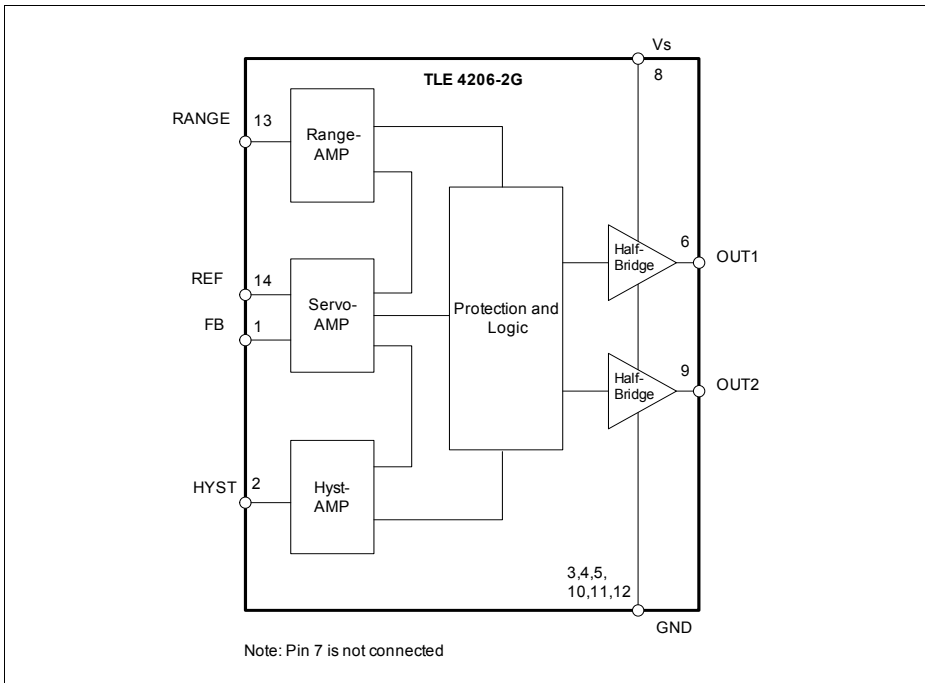 Vs
8
TLE 4206-2G
RANGE
13
Range-
AMP
REF
14
FB
1
Servo-
AMP
Protection and
Logic
Half-
Bridge
6
OUT1
Half-
Bridge
9
OUT2
HYST
2
Hyst-
AMP
3,4,5,
10,11,12
GND
Note: Pin 7 is not connected